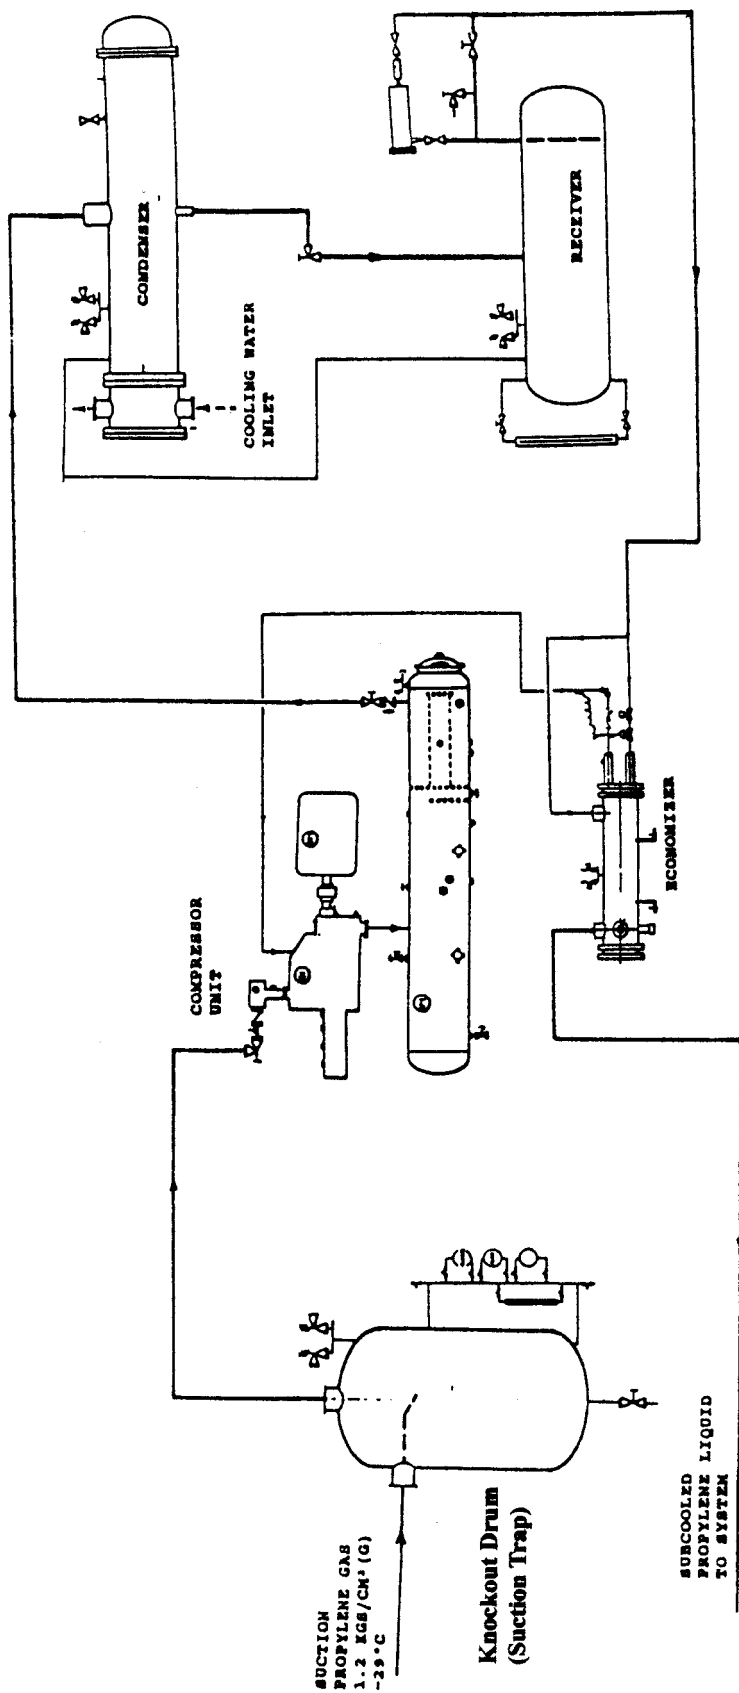 CONDENSER
COOLING WATER
INLET
RECEIVER
COMPRESSOR
UNIT
ECONOMIZER
SUCTION
PROPYLENE GAS
1.2 KGS/CM² (G)
-29°C
Knockout Drum
(Suction Trap)
SUBCOOLED
PROPYLENE LIQUID
TO SYSTEM